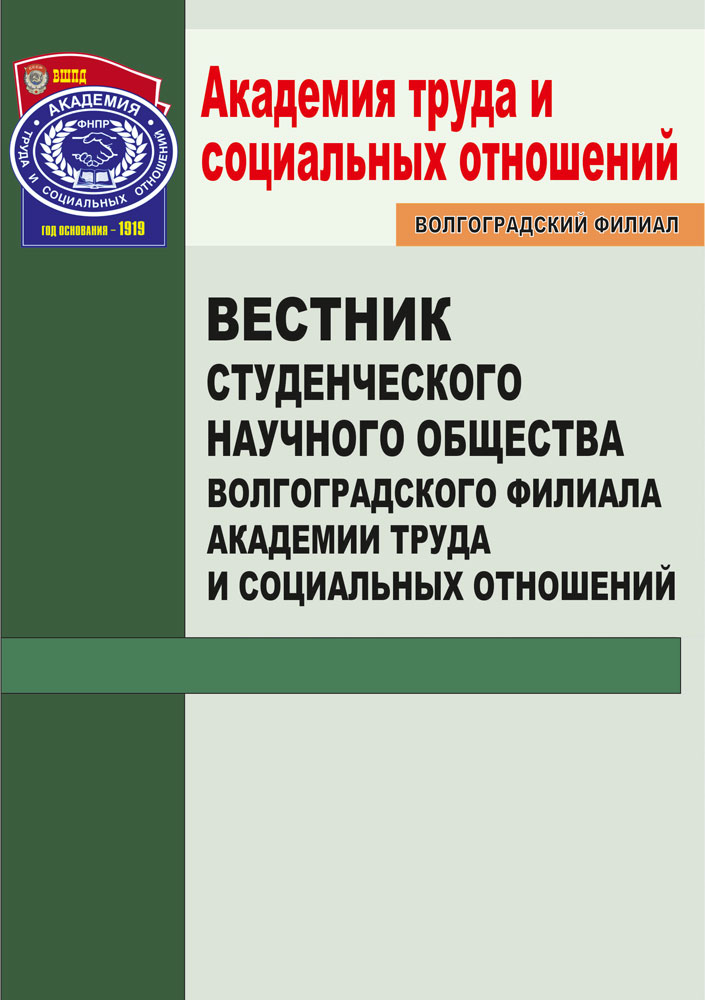 ВШПД
АКАДЕМИЯ
ФНПР
ТРУДА И СОЦИАЛЬНЫХ ОТНОШЕНИЙ
ГОД ОСНОВАНИЯ – 1919
Академия труда и
социальных отношений
ВОЛГОГРАДСКИЙ ФИЛИАЛ
ВЕСТНИК
СТУДЕНЧЕСКОГО
НАУЧНОГО ОБЩЕСТВА
ВОЛГОГРАДСКОГО ФИЛИАЛА
АКАДЕМИИ ТРУДА
И СОЦИАЛЬНЫХ ОТНОШЕНИЙ